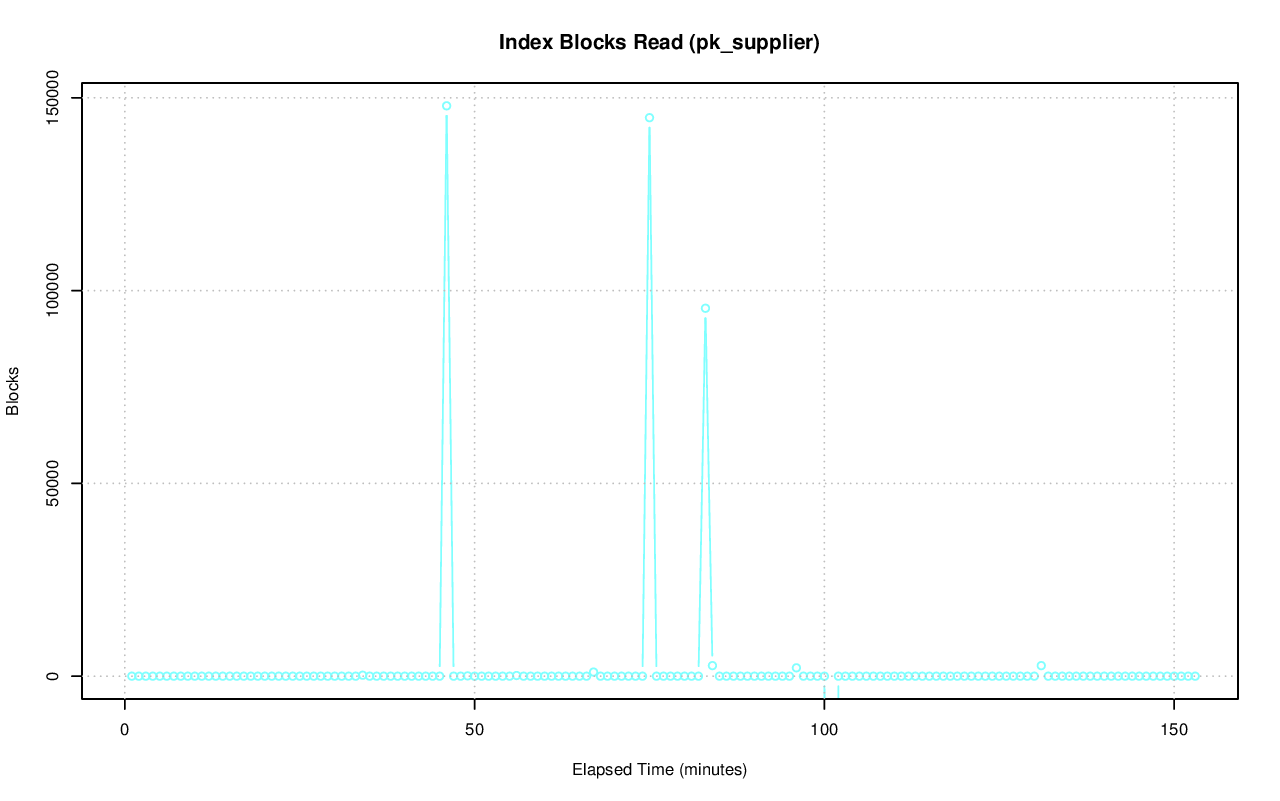 Index Blocks Read (pk_supplier)
150000
100000
50000
0
Blocks
0 50 100 150
Elapsed Time (minutes)